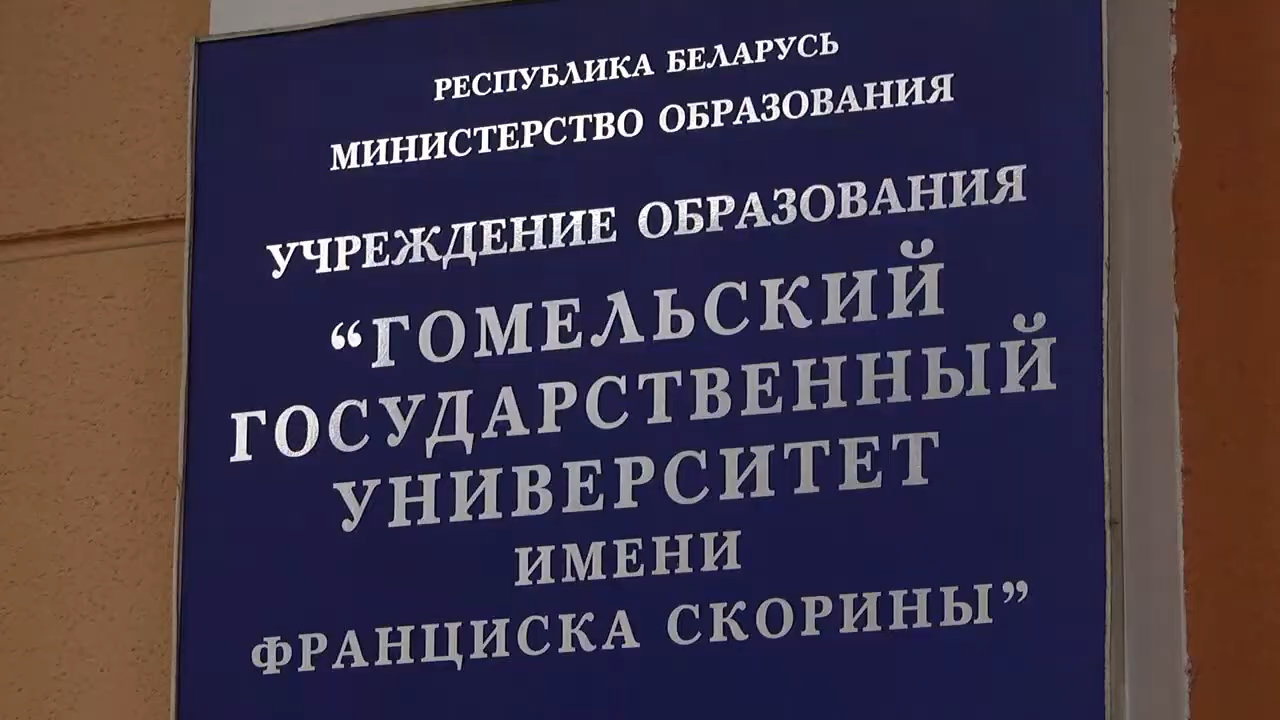 РЕСПУБЛИКА БЕЛАРУСЬ
МИНИСТЕРСТВО ОБРАЗОВАНИЯ
УЧРЕЖДЕНИЕ ОБРАЗОВАНИЯ
“ГОМЕЛЬСКИЙ
ГОСУДАРСТВЕННЫЙ
УНИВЕРСИТЕТ
ИМЕНИ
ФРАНЦИСКА СКОРИНЫ”